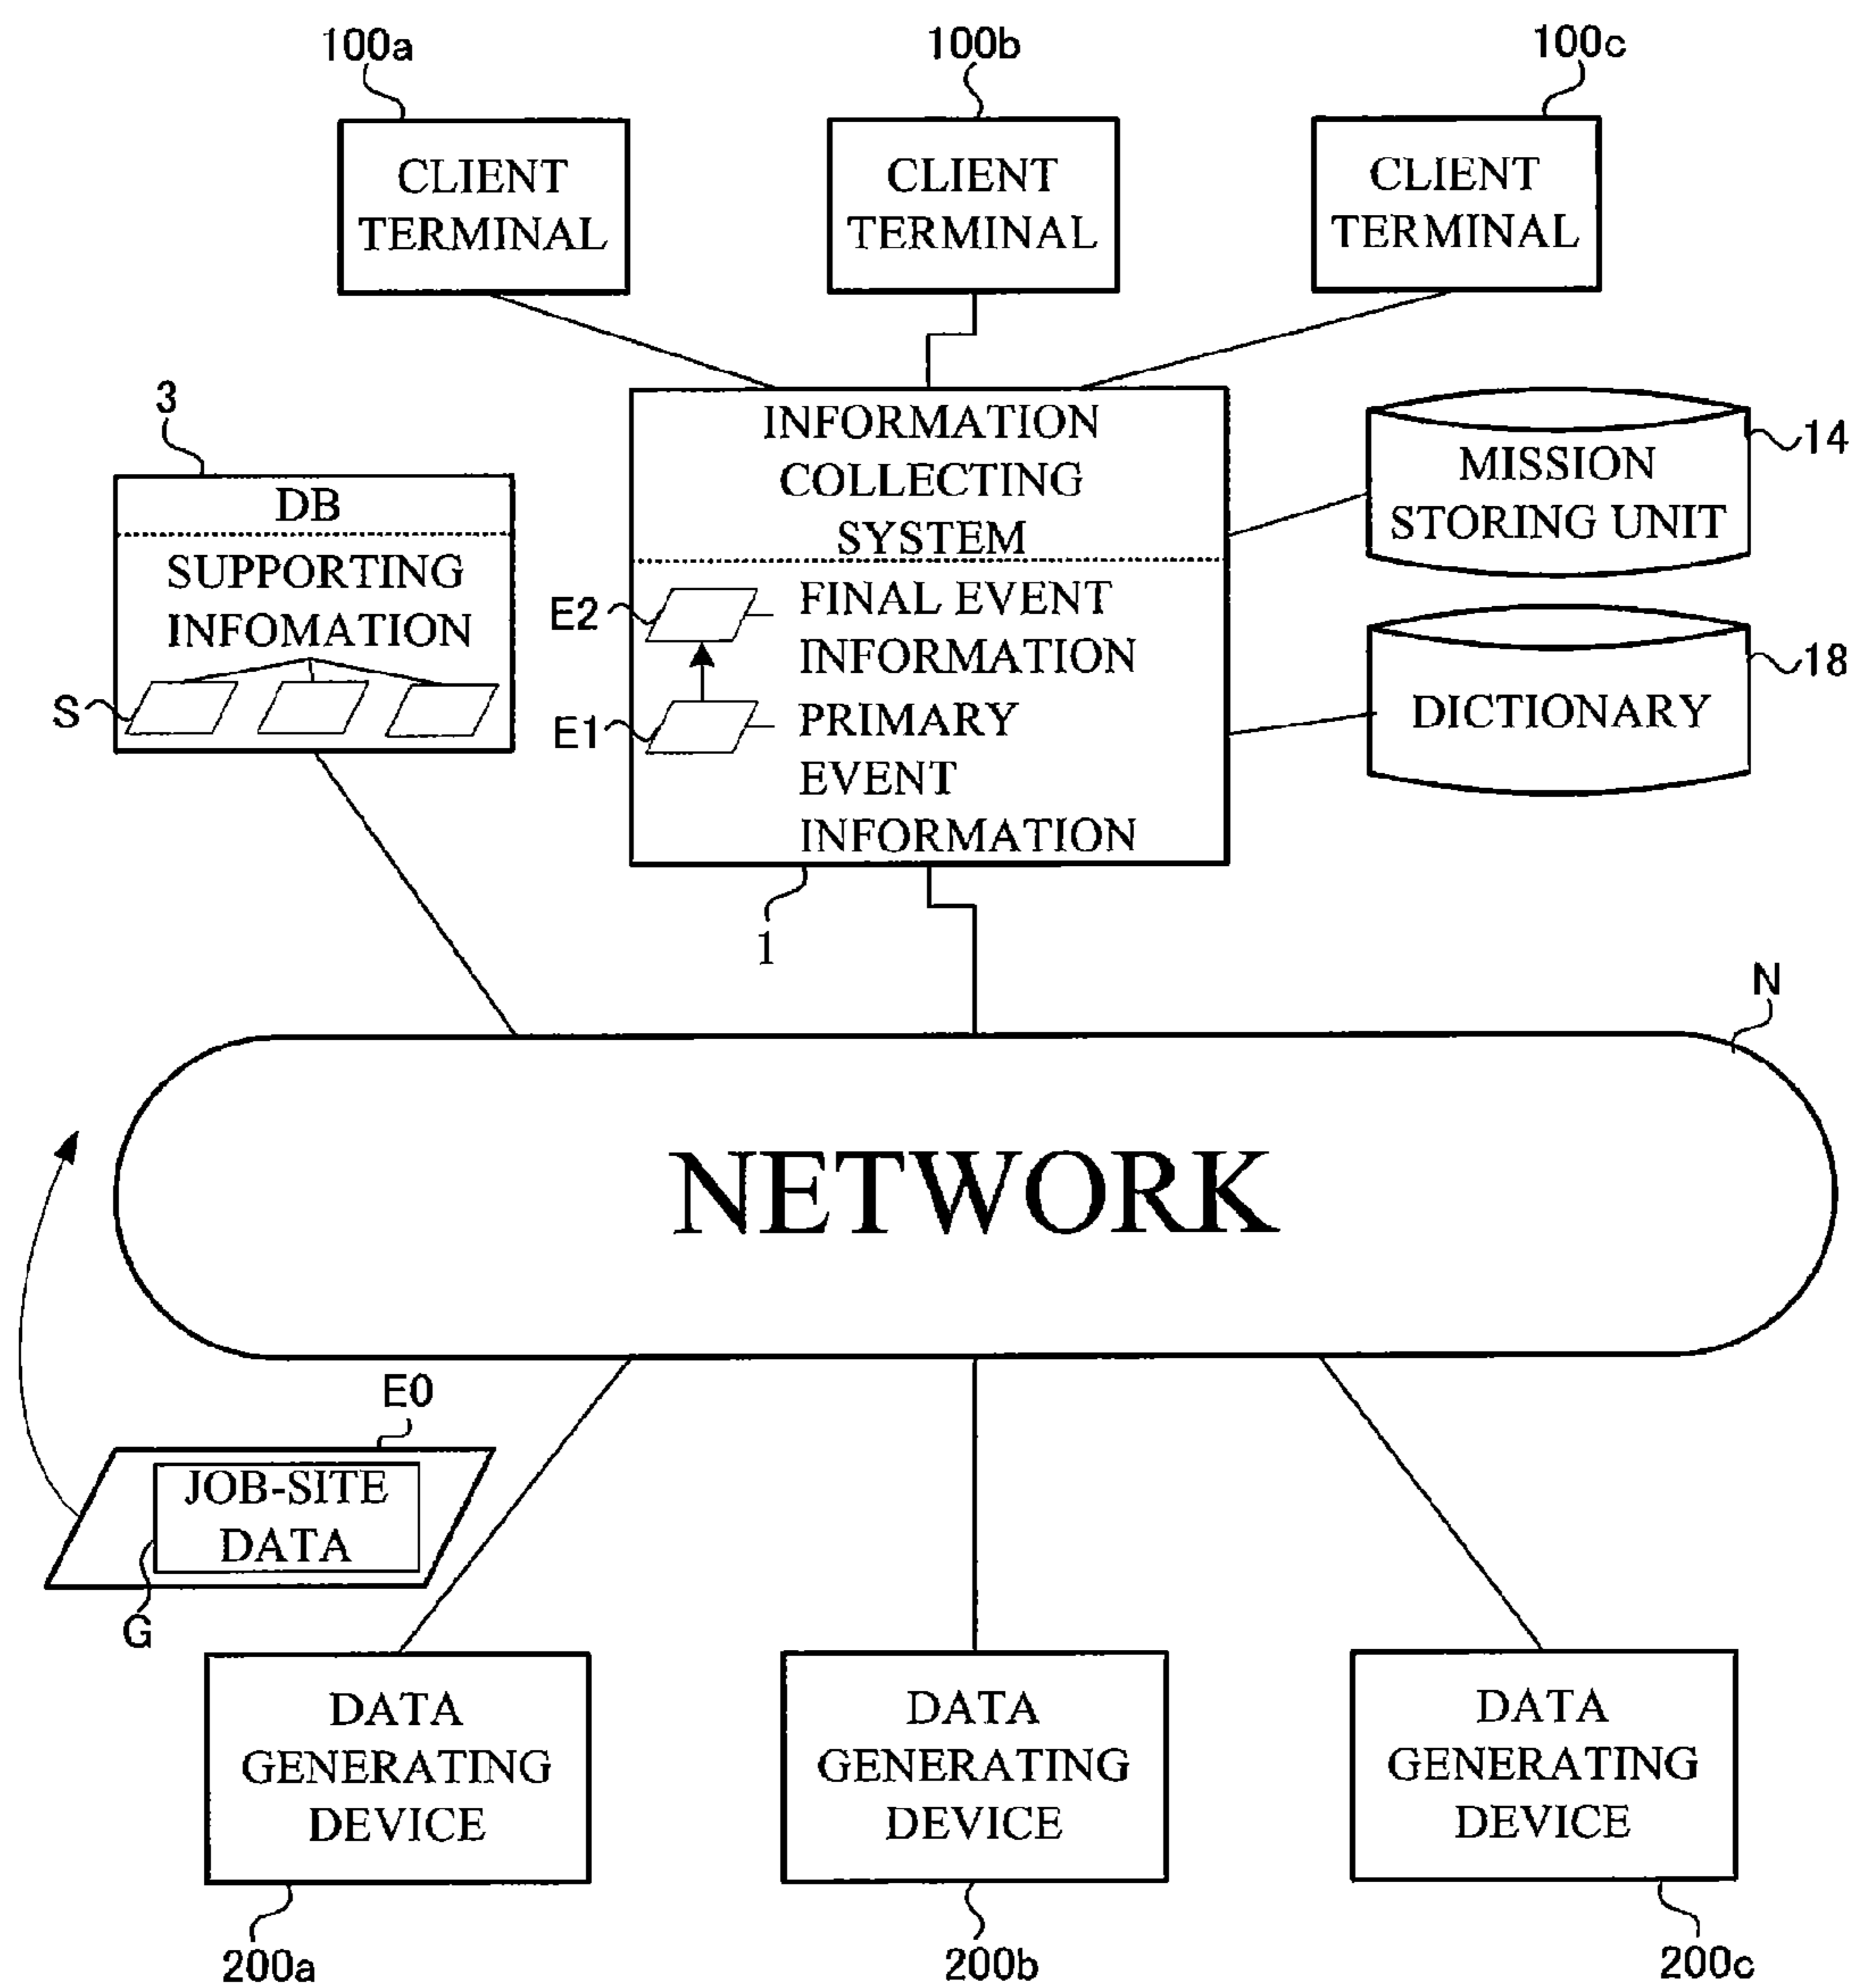 100a
100b
100c
CLIENT
TERMINAL
CLIENT
TERMINAL
CLIENT
TERMINAL
3
DB
SUPPORTING
INFOMATION
S
INFORMATION
COLLECTING
SYSTEM
E2
FINAL EVENT
INFORMATION
E1
PRIMARY
EVENT
INFORMATION
1
MISSION
STORING UNIT
14
DICTIONARY
18
N
NETWORK
E0
JOB-SITE
DATA
G
DATA
GENERATING
DEVICE
DATA
GENERATING
DEVICE
DATA
GENERATING
DEVICE
200a
200b
200c